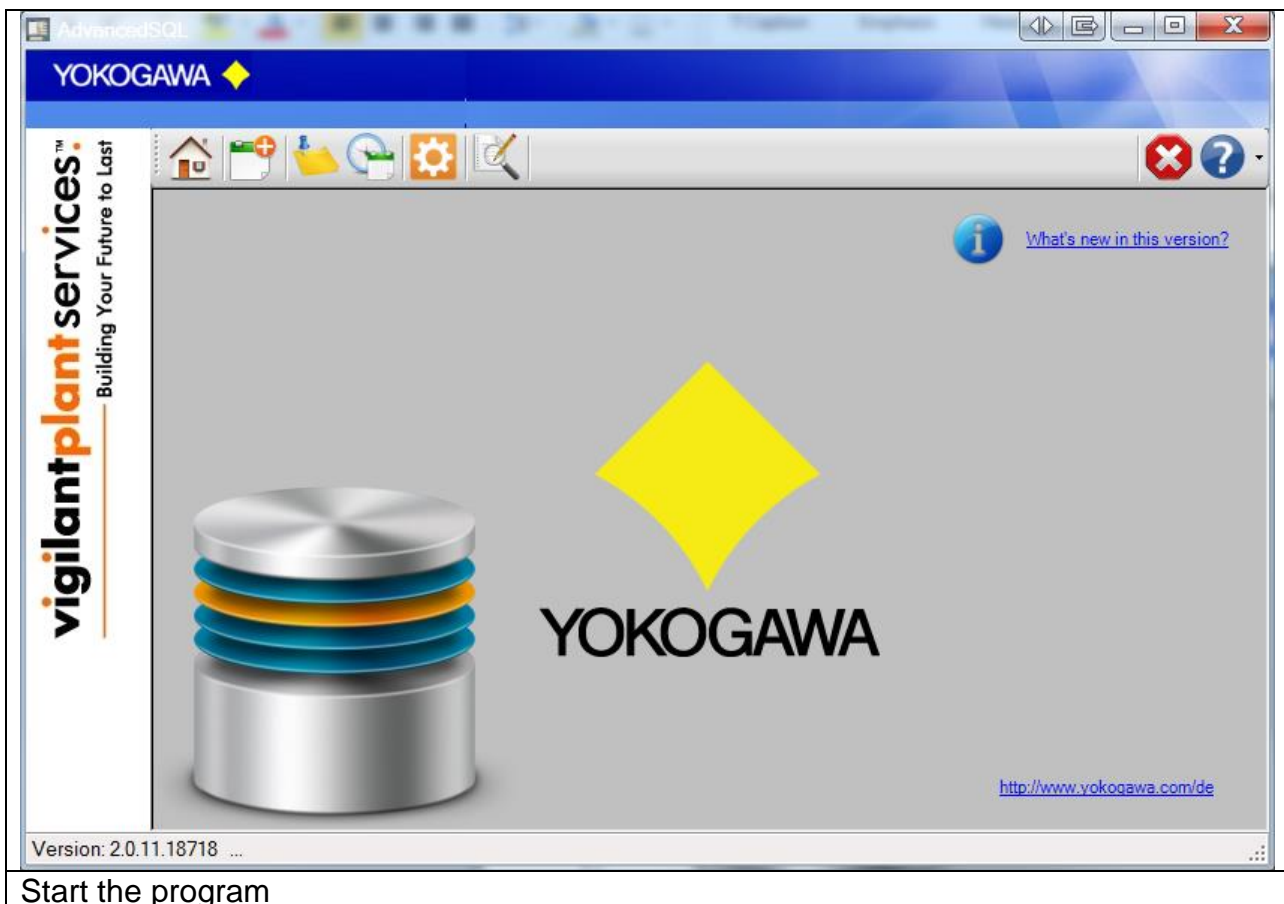 AdvancedSQL
YOKOGAWA
vigilantplantservices.™
Building Your Future to Last
What's new in this version?
YOKOGAWA
http://www.yokogawa.com/de
Version: 2.0.11.18718 ...
Start the program